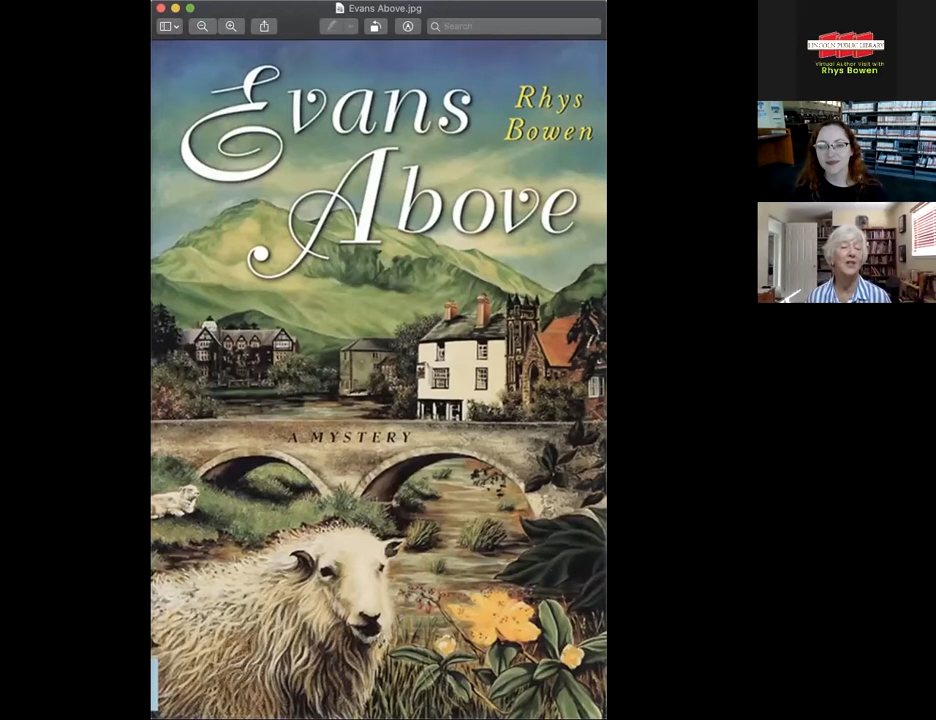 Evans Above.jpg
Search
Evans
Above
Rhys
Bowen
A MYSTERY
LINCOLN PUBLIC LIBRARY
Virtual Author Visit with
Rhys Bowen